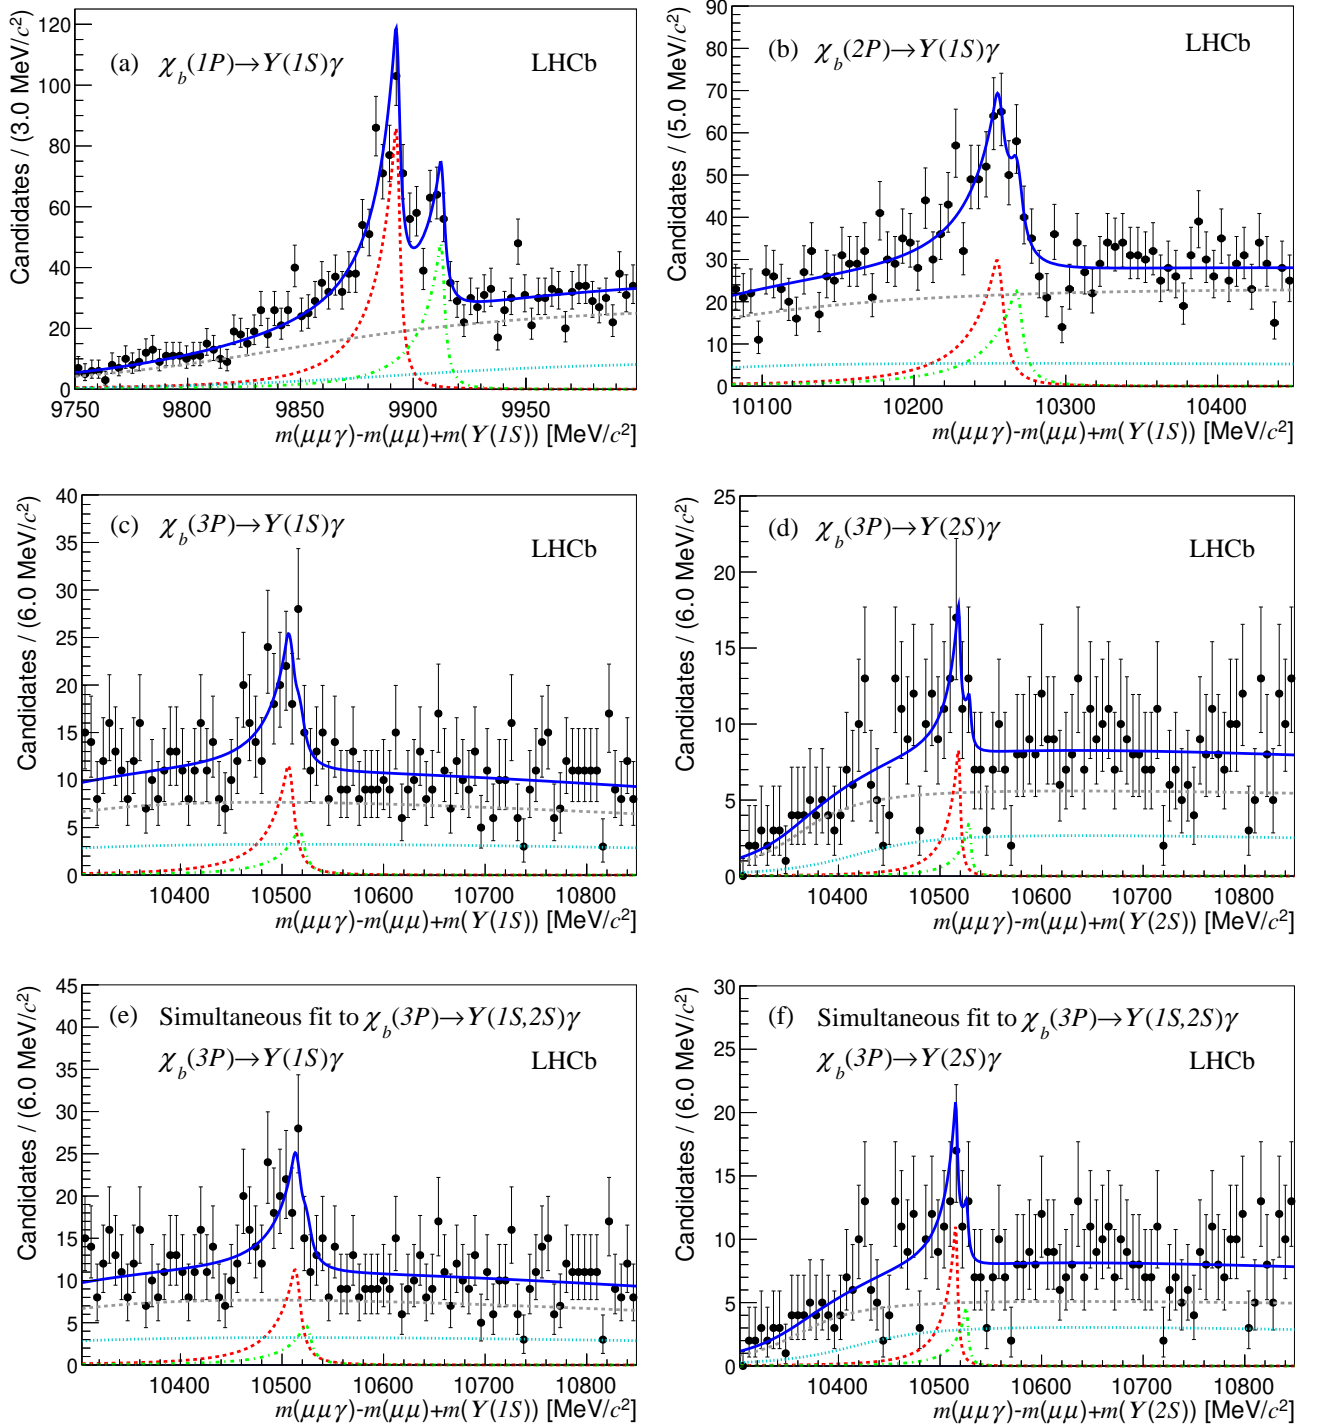 Candidates / (3.0 MeV/c²)
120
100
80
60
40
20
0
(a) χb(1P)→Υ(1S)γ
LHCb
9750 9800 9850 9900 9950
m(μμγ)-m(μμ)+m(Υ(1S)) [MeV/c²]
Candidates / (5.0 MeV/c²)
90
80
70
60
50
40
30
20
10
0
(b) χb(2P)→Υ(1S)γ
LHCb
10100 10200 10300 10400
m(μμγ)-m(μμ)+m(Υ(1S)) [MeV/c²]
Candidates / (6.0 MeV/c²)
40
35
30
25
20
15
10
5
0
(c) χb(3P)→Υ(1S)γ
LHCb
10400 10500 10600 10700 10800
m(μμγ)-m(μμ)+m(Υ(1S)) [MeV/c²]
Candidates / (6.0 MeV/c²)
25
20
15
10
5
0
(d) χb(3P)→Υ(2S)γ
LHCb
10400 10500 10600 10700 10800
m(μμγ)-m(μμ)+m(Υ(2S)) [MeV/c²]
Candidates / (6.0 MeV/c²)
45
40
35
30
25
20
15
10
5
0
(e) Simultaneous fit to χb(3P)→Υ(1S,2S)γ
χb(3P)→Υ(1S)γ
LHCb
10400 10500 10600 10700 10800
m(μμγ)-m(μμ)+m(Υ(1S)) [MeV/c²]
Candidates / (6.0 MeV/c²)
30
25
20
15
10
5
0
(f) Simultaneous fit to χb(3P)→Υ(1S,2S)γ
χb(3P)→Υ(2S)γ
LHCb
10400 10500 10600 10700 10800
m(μμγ)-m(μμ)+m(Υ(2S)) [MeV/c²]